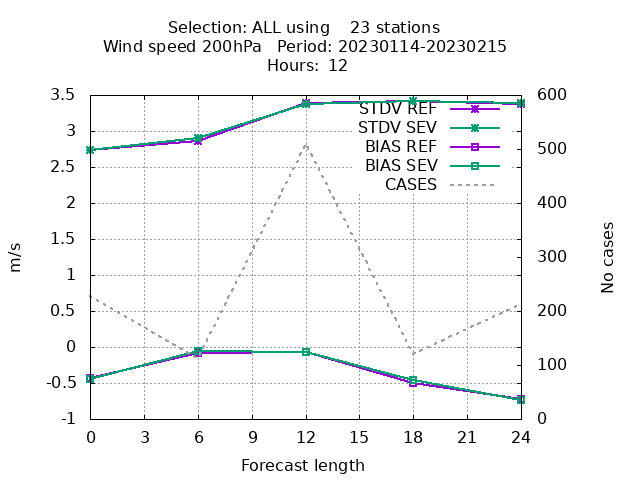 Selection: ALL using    23 stations
Wind speed 200hPa   Period: 20230114-20230215
Hours: 12
3.5
3
2.5
2
1.5
1
0.5
0
-0.5
-1
600
500
400
300
200
100
0
STDV REF
STDV SEV
BIAS REF
BIAS SEV
CASES
m/s
No cases
0 3 6 9 12 15 18 21 24
Forecast length